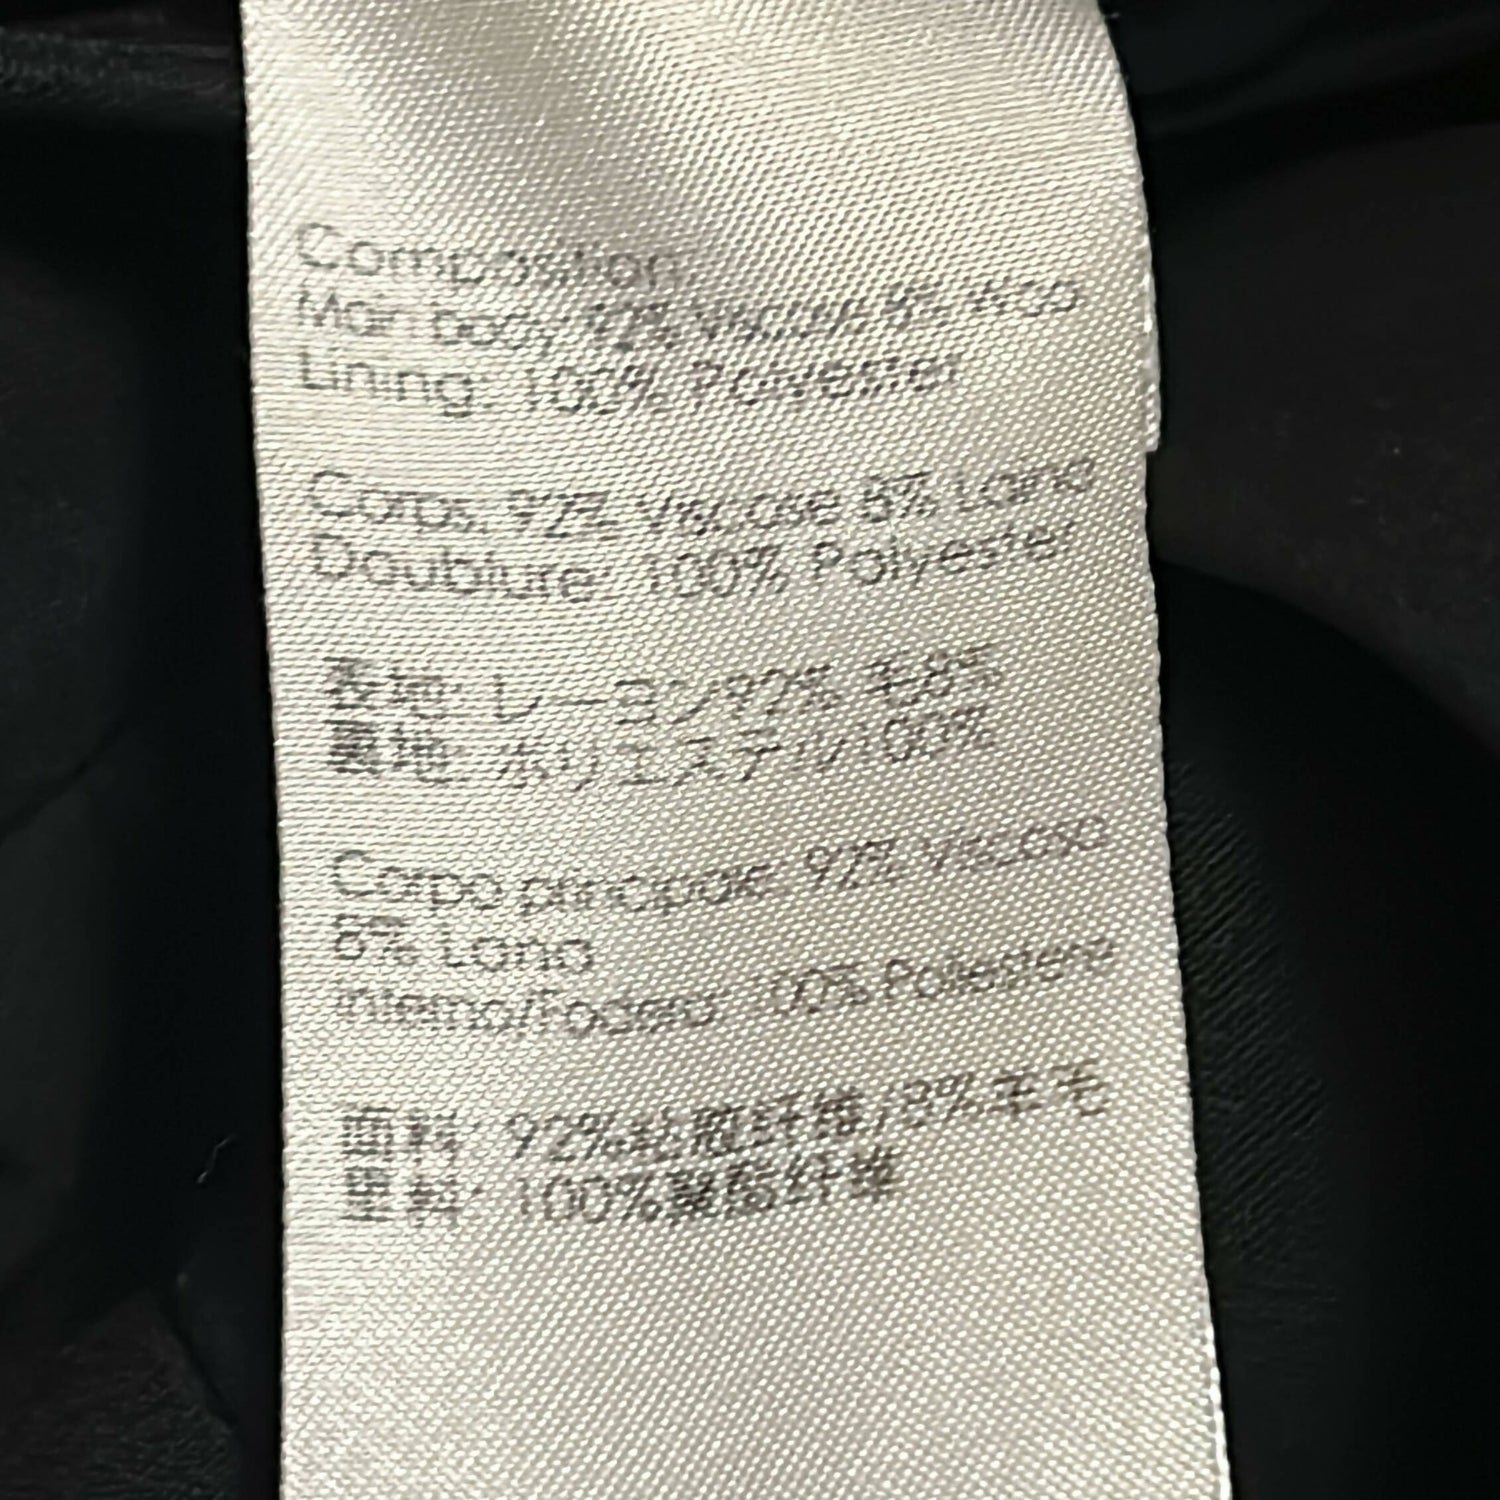 Composition
Main body: 92% Viscose 8% Wool
Lining: 100% Polyester
Corps: 92% Viscose 8% Laine
Doublure: 100% Polyester
表地: レーヨン92% 毛8%
裏地: ポリエステル100%
Corpo principale: 92% Viscosa
8% Lana
Interno/Fodera: 100% Poliestere
面料: 92%粘胶纤维, 8%羊毛
里料: 100%聚酯纤维